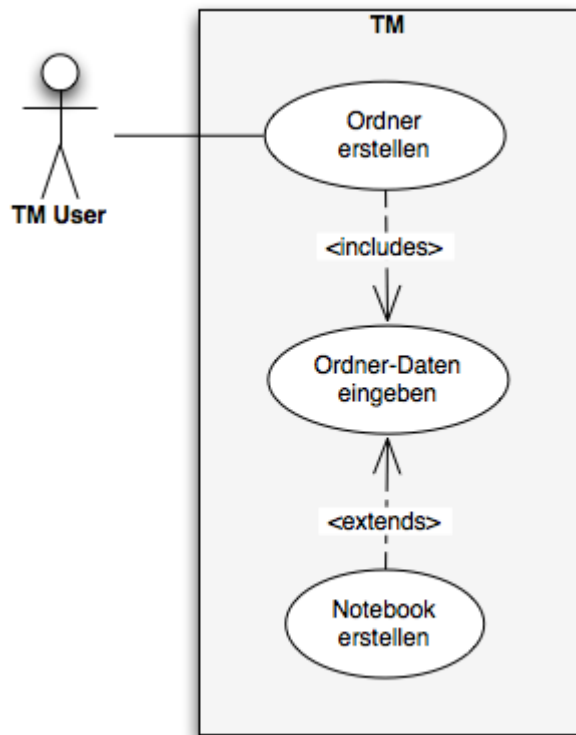 TM
Ordner
erstellen
TM User
<includes>
Ordner-Daten
eingeben
<extends>
Notebook
erstellen